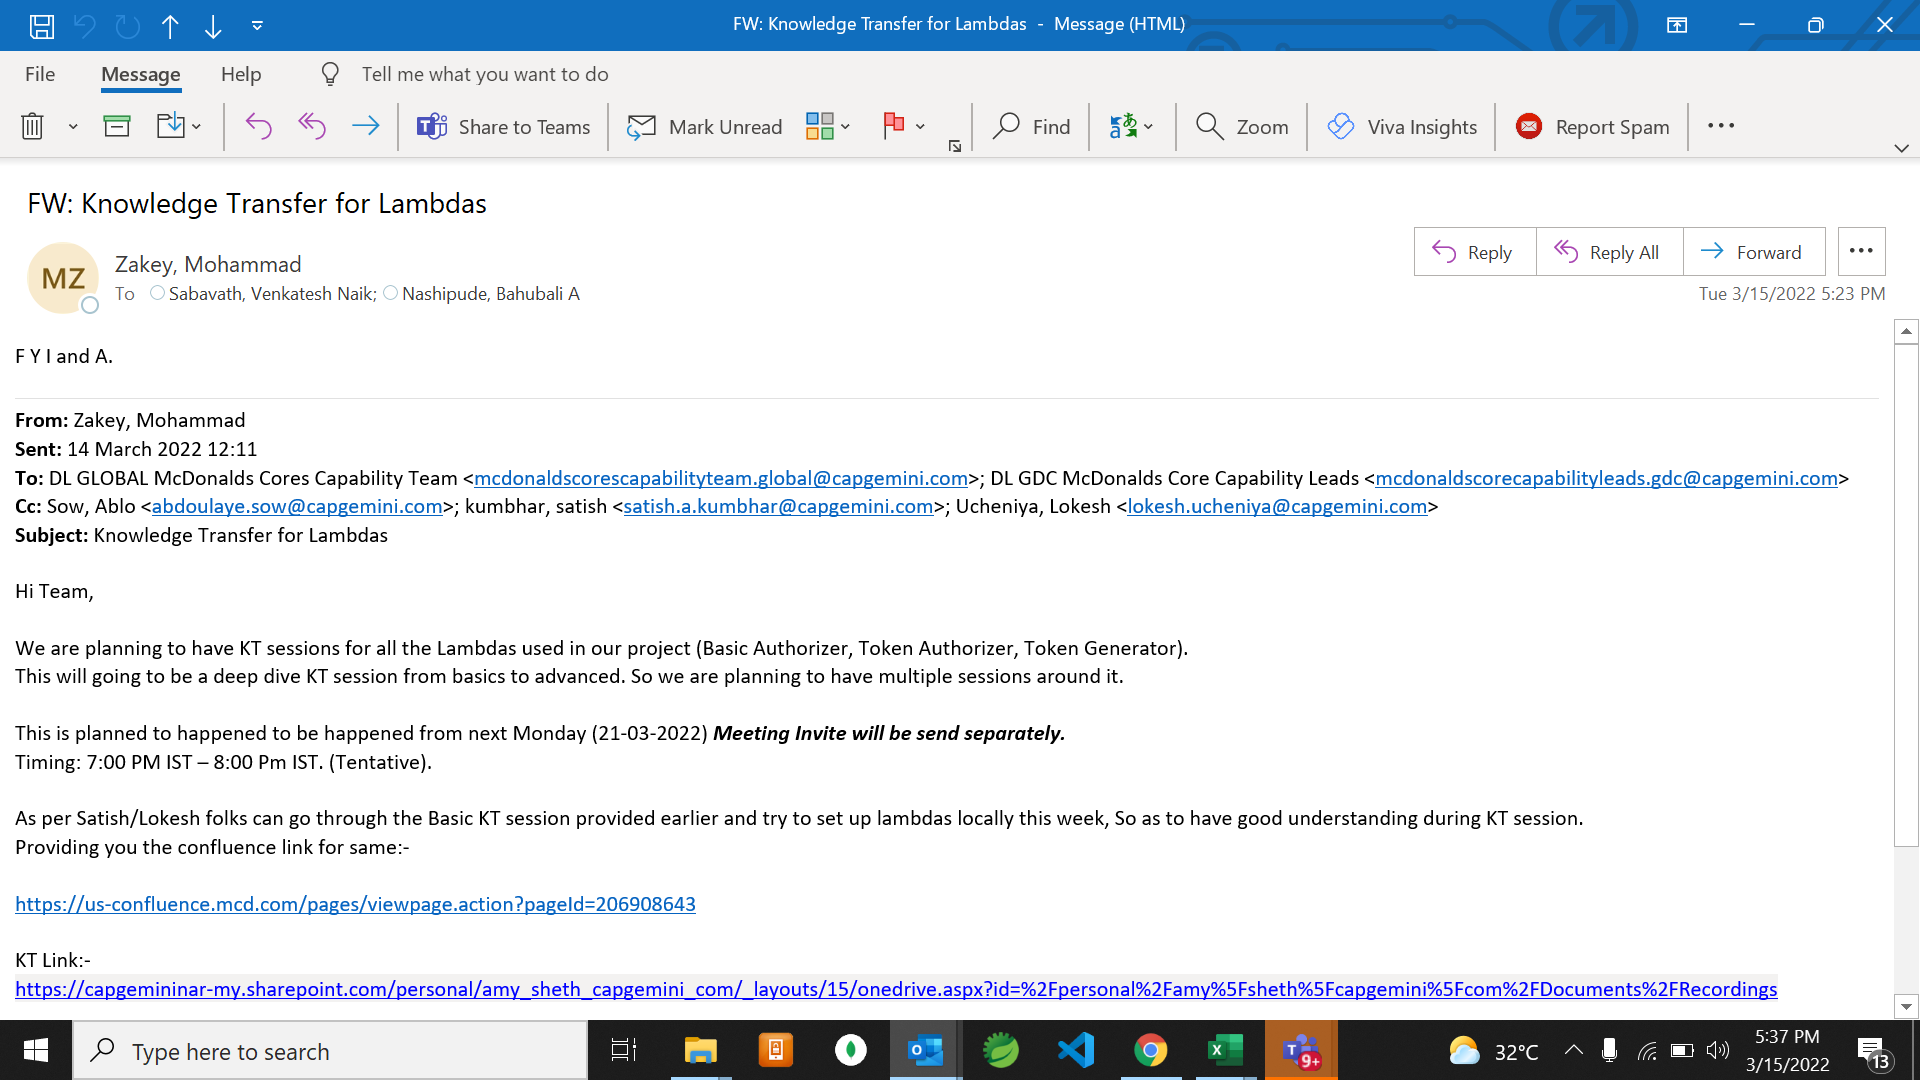 FW: Knowledge Transfer for Lambdas - Message (HTML)
File Message Help Tell me what you want to do
Share to Teams Mark Unread Find Zoom Viva Insights Report Spam
FW: Knowledge Transfer for Lambdas
MZ
Zakey, Mohammad
To Sabavath, Venkatesh Naik; Nashipude, Bahubali A
Reply Reply All Forward
Tue 3/15/2022 5:23 PM
F Y I and A.
From: Zakey, Mohammad
Sent: 14 March 2022 12:11
To: DL GLOBAL McDonalds Cores Capability Team <mcdonaldscorescapabilityteam.global@capgemini.com>; DL GDC McDonalds Core Capability Leads <mcdonaldscorecapabilityleads.gdc@capgemini.com>
Cc: Sow, Ablo <abdoulaye.sow@capgemini.com>; kumbhar, satish <satish.a.kumbhar@capgemini.com>; Ucheniya, Lokesh <lokesh.ucheniya@capgemini.com>
Subject: Knowledge Transfer for Lambdas
Hi Team,
We are planning to have KT sessions for all the Lambdas used in our project (Basic Authorizer, Token Authorizer, Token Generator).
This will going to be a deep dive KT session from basics to advanced. So we are planning to have multiple sessions around it.
This is planned to happened to be happened from next Monday (21-03-2022) Meeting Invite will be send separately.
Timing: 7:00 PM IST – 8:00 Pm IST. (Tentative).
As per Satish/Lokesh folks can go through the Basic KT session provided earlier and try to set up lambdas locally this week, So as to have good understanding during KT session.
Providing you the confluence link for same:-
https://us-confluence.mcd.com/pages/viewpage.action?pageId=206908643
KT Link:-
https://capgemininar-my.sharepoint.com/personal/amy_sheth_capgemini_com/_layouts/15/onedrive.aspx?id=%2Fpersonal%2Famy%5Fsheth%5Fcapgemini%5Fcom%2FDocuments%2FRecordings
Type here to search
9+
32°C
5:37 PM
3/15/2022
13